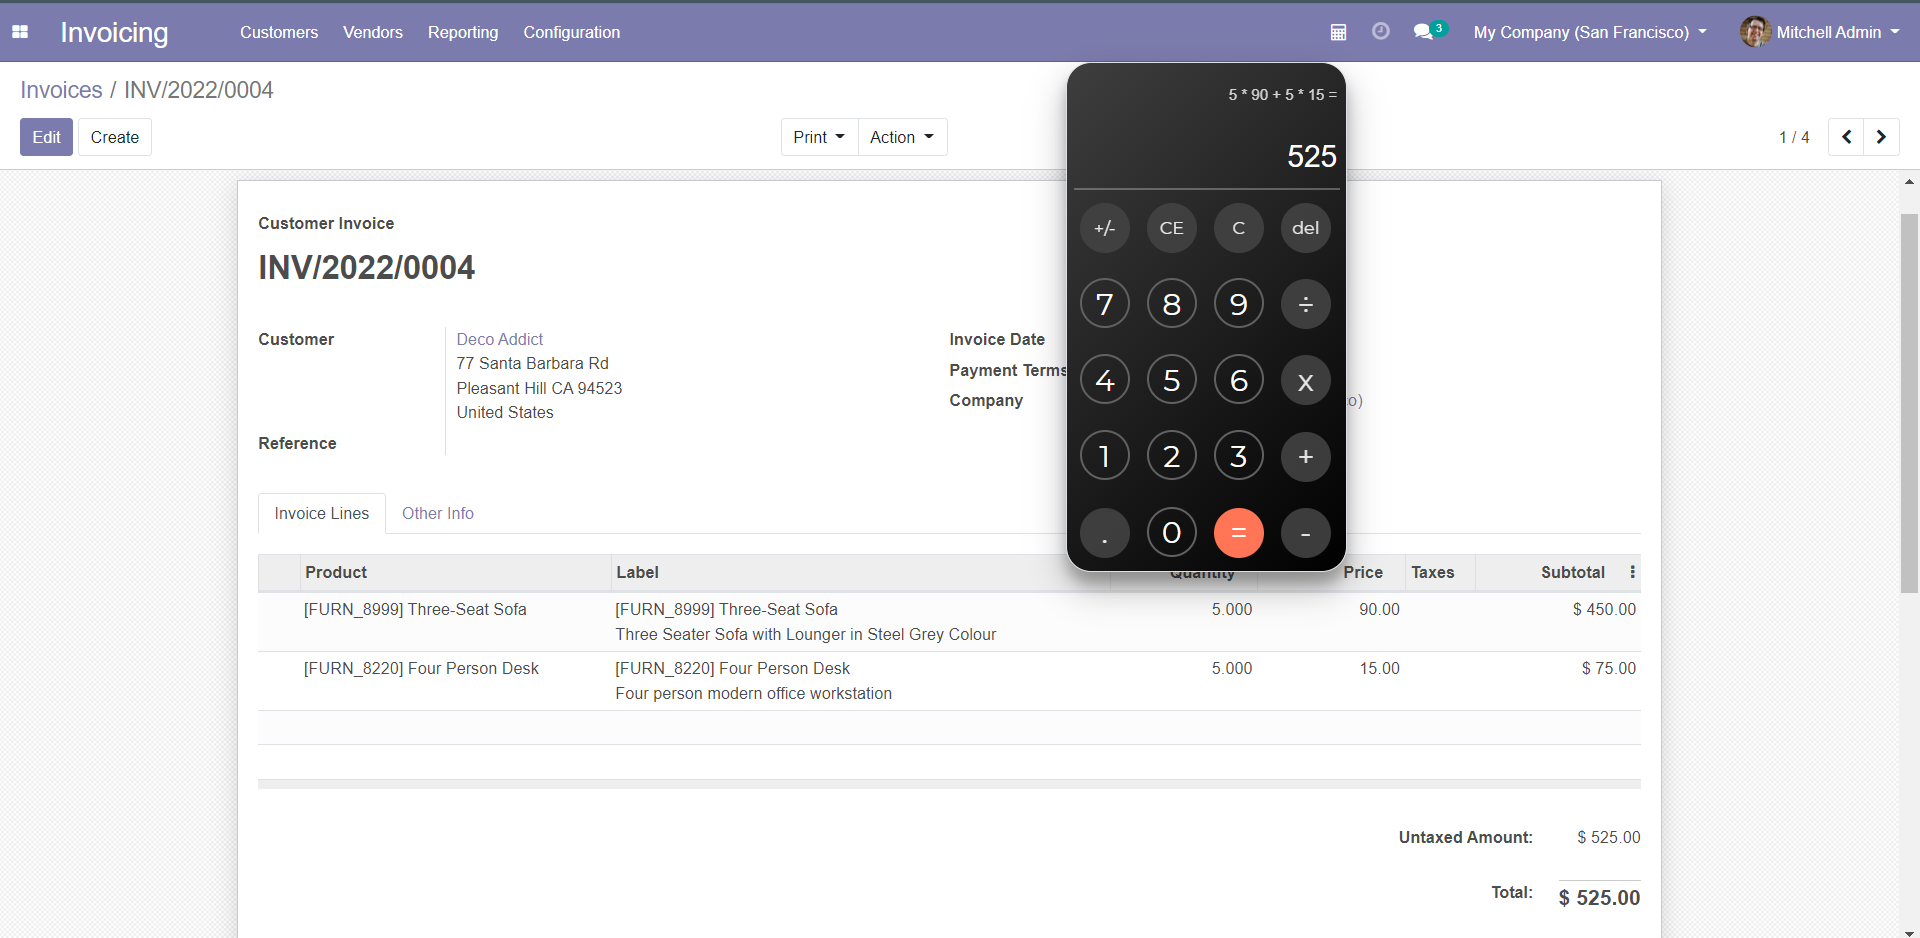 Invoicing Customers Vendors Reporting Configuration 3 My Company (San Francisco) Mitchell Admin
Invoices / INV/2022/0004
Edit Create Print Action 1 / 4
5 * 90 + 5 * 15 =
525
+/- CE C del
7 8 9 ÷
4 5 6 x
1 2 3 +
. 0 = -
Customer Invoice
INV/2022/0004
Customer Deco Addict
77 Santa Barbara Rd
Pleasant Hill CA 94523
United States
Reference
Invoice Date
Payment Terms
Company o)
Invoice Lines Other Info
Product Label Quantity Price Taxes Subtotal
[FURN_8999] Three-Seat Sofa [FURN_8999] Three-Seat Sofa 5.000 90.00 $ 450.00
Three Seater Sofa with Lounger in Steel Grey Colour
[FURN_8220] Four Person Desk [FURN_8220] Four Person Desk 5.000 15.00 $ 75.00
Four person modern office workstation
Untaxed Amount: $ 525.00
Total: $ 525.00